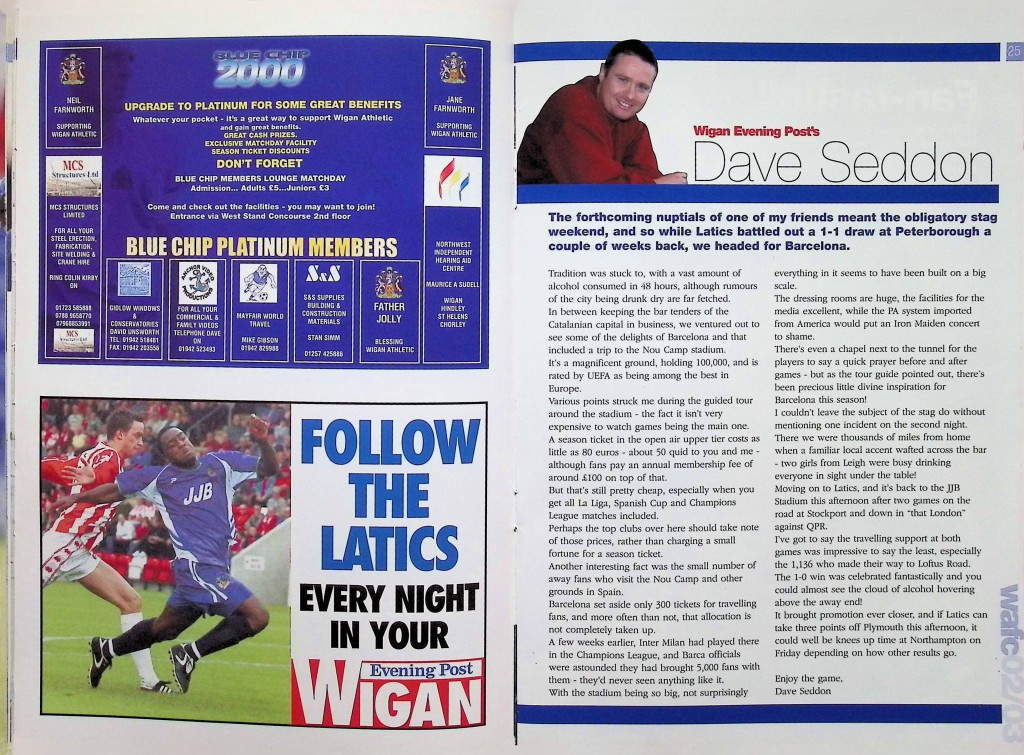 NEIL
FARNWORTH
SUPPORTING
WIGAN ATHLETIC
MCS
Structures Ltd
MCS STRUCTURES
LIMITED
FOR ALL YOUR
STEEL ERECTION,
FABRICATION,
SITE WELDING &
CRANE HIRE
RING COLIN KIRBY
ON
01723 585888
0788 9658770
07966853991
MCS
Structures Ltd
BLUE CHIP
2000
UPGRADE TO PLATINUM FOR SOME GREAT BENEFITS
Whatever your pocket - it's a great way to support Wigan Athletic
and gain great benefits.
GREAT CASH PRIZES.
EXCLUSIVE MATCHDAY FACILITY
SEASON TICKET DISCOUNTS
DON'T FORGET
BLUE CHIP MEMBERS LOUNGE MATCHDAY
Admission... Adults £5...Juniors £3
Come and check out the facilities - you may want to join!
Entrance via West Stand Concourse 2nd floor
BLUE CHIP PLATINUM MEMBERS
GIDLOW WINDOWS
&
CONSERVATORIES
DAVID UNSWORTH
TEL: 01942 518461
FAX: 01942 203556
ANCHOR VIDEO
PRODUCTIONS
FOR ALL YOUR
COMMERCIAL &
FAMILY VIDEOS
TELEPHONE DAVE
ON
01942 523493
MAYFAIR WORLD
TRAVEL
MIKE GIBSON
01942 829988
S&S
S&S SUPPLIES
BUILDING &
CONSTRUCTION
MATERIALS
STAN SIMM
01257 425886
FATHER
JOLLY
BLESSING
WIGAN ATHLETIC
JANE
FARNWORTH
SUPPORTING
WIGAN ATHLETIC
NORTHWEST
INDEPENDENT
HEARING AID
CENTRE
MAURICE A SUDELL
WIGAN
HINDLEY
ST HELENS
CHORLEY
JJB
FOLLOW
THE
LATICS
EVERY NIGHT
IN YOUR
Evening Post
WIGAN
25
Wigan Evening Post's
Dave Seddon
The forthcoming nuptials of one of my friends meant the obligatory stag
weekend, and so while Latics battled out a 1-1 draw at Peterborough a
couple of weeks back, we headed for Barcelona.
Tradition was stuck to, with a vast amount of
alcohol consumed in 48 hours, although rumours
of the city being drunk dry are far fetched.
In between keeping the bar tenders of the
Catalanian capital in business, we ventured out to
see some of the delights of Barcelona and that
included a trip to the Nou Camp stadium.
It's a magnificent ground, holding 100,000, and is
rated by UEFA as being among the best in
Europe.
Various points struck me during the guided tour
around the stadium - the fact it isn't very
expensive to watch games being the main one.
A season ticket in the open air upper tier costs as
little as 80 euros - about 50 quid to you and me -
although fans pay an annual membership fee of
around £100 on top of that.
But that's still pretty cheap, especially when you
get all La Liga, Spanish Cup and Champions
League matches included.
Perhaps the top clubs over here should take note
of those prices, rather than charging a small
fortune for a season ticket.
Another interesting fact was the small number of
away fans who visit the Nou Camp and other
grounds in Spain.
Barcelona set aside only 300 tickets for travelling
fans, and more often than not, that allocation is
not completely taken up.
A few weeks earlier, Inter Milan had played there
in the Champions League, and Barca officials
were astounded they had brought 5,000 fans with
them - they'd never seen anything like it.
With the stadium being so big, not surprisingly
everything in it seems to have been built on a big
scale.
The dressing rooms are huge, the facilities for the
media excellent, while the PA system imported
from America would put an Iron Maiden concert
to shame.
There's even a chapel next to the tunnel for the
players to say a quick prayer before and after
games - but as the tour guide pointed out, there's
been precious little divine inspiration for
Barcelona this season!
I couldn't leave the subject of the stag do without
mentioning one incident on the second night.
There we were thousands of miles from home
when a familiar local accent wafted across the bar
- two girls from Leigh were busy drinking
everyone in sight under the table!
Moving on to Latics, and it's back to the JJB
Stadium this afternoon after two games on the
road at Stockport and down in "that London"
against QPR.
I've got to say the travelling support at both
games was impressive to say the least, especially
the 1,136 who made their way to Loftus Road.
The 1-0 win was celebrated fantastically and you
could almost see the cloud of alcohol hovering
above the away end!
It brought promotion ever closer, and if Latics can
take three points off Plymouth this afternoon, it
could well be knees up time at Northampton on
Friday depending on how other results go.
Enjoy the game,
Dave Seddon
wafc02/03